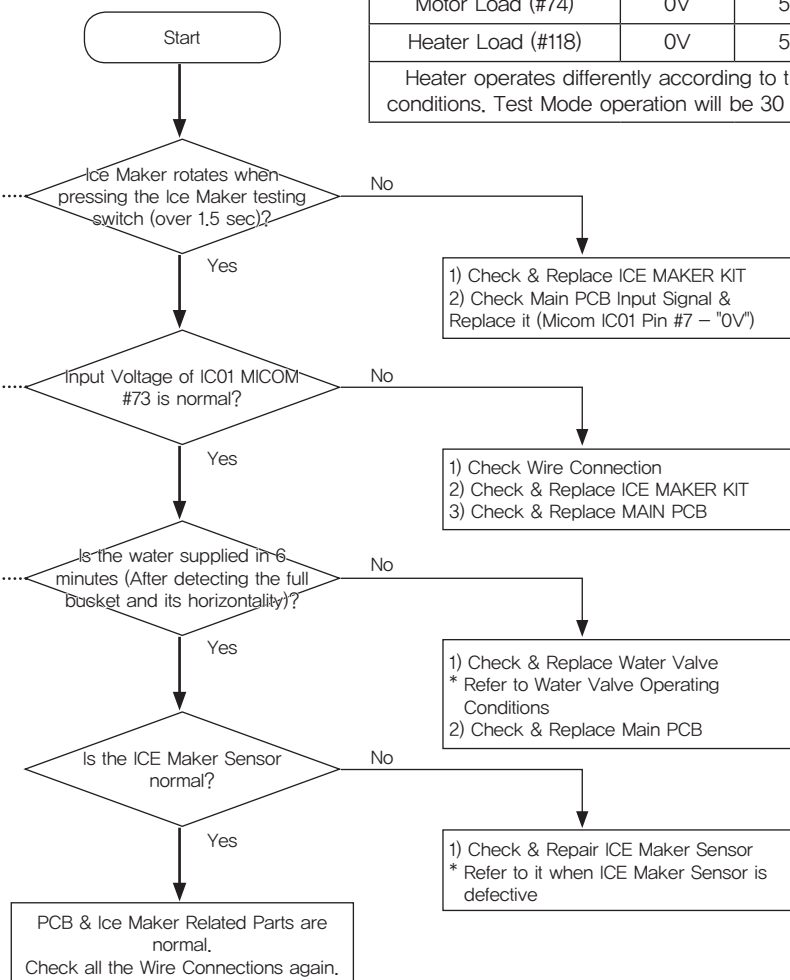 Motor Load (#74) 0V 5
Heater Load (#118) 0V 5
Heater operates differently according to t
conditions. Test Mode operation will be 30
Start
Ice Maker rotates when
pressing the Ice Maker testing
switch (over 1.5 sec)?
No
Yes
1) Check & Replace ICE MAKER KIT
2) Check Main PCB Input Signal &
Replace it (Micom IC01 Pin #7 – "0V")
Input Voltage of IC01 MICOM
#73 is normal?
No
Yes
1) Check Wire Connection
2) Check & Replace ICE MAKER KIT
3) Check & Replace MAIN PCB
Is the water supplied in 6
minutes (After detecting the full
bucket and its horizontality)?
No
Yes
1) Check & Replace Water Valve
* Refer to Water Valve Operating
Conditions
2) Check & Replace Main PCB
Is the ICE Maker Sensor
normal?
No
Yes
1) Check & Repair ICE Maker Sensor
* Refer to it when ICE Maker Sensor is
defective
PCB & Ice Maker Related Parts are
normal.
Check all the Wire Connections again.